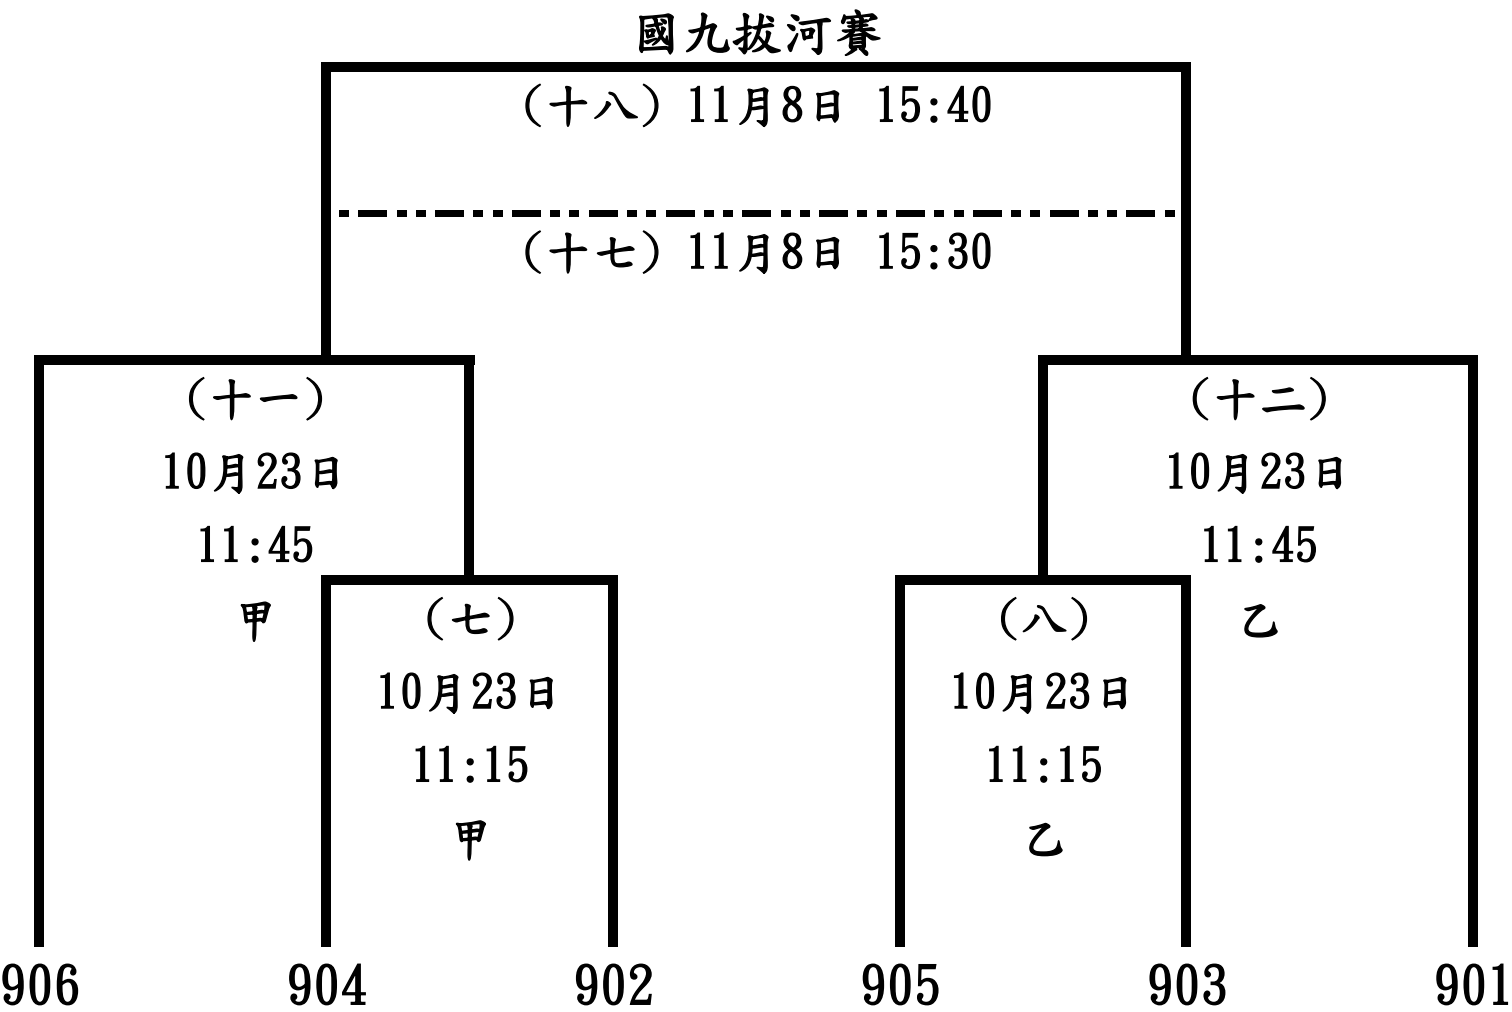 國九拔河賽
（十八）11月8日 15:40
（十七）11月8日 15:30
（十一）
10月23日
11:45
甲
（十二）
10月23日
11:45
乙
（七）
10月23日
11:15
甲
（八）
10月23日
11:15
乙
906 904 902 905 903 901